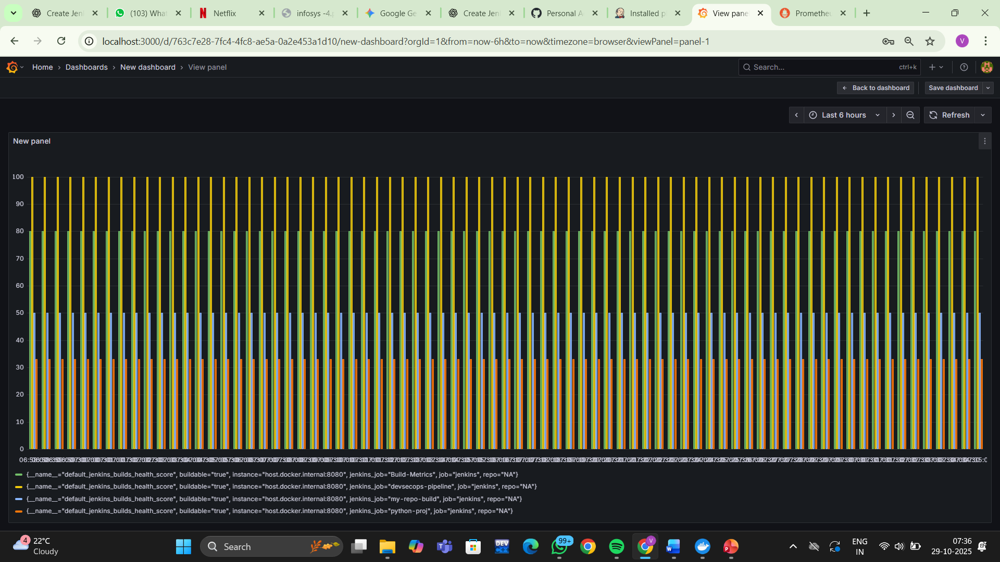 Create Jen
(103) What
Netflix
infosys -4.
Google Ge
Create Jen
Personal A
Installed p
View pane
Prometheu
localhost:3000/d/763c7e28-7fc4-4fc8-ae5a-0a2e453a1d10/new-dashboard?orgId=1&from=now-6h&to=now&timezone=browser&viewPanel=panel-1
V
Home › Dashboards › New dashboard › View panel
Search...
ctrl+k
Back to dashboard
Save dashboard
Last 6 hours
Refresh
New panel
100
90
80
70
60
50
40
30
20
10
0
{__name__="default_jenkins_builds_health_score", buildable="true", instance="host.docker.internal:8080", jenkins_job="Build-Metrics", job="jenkins", repo="NA"}
{__name__="default_jenkins_builds_health_score", buildable="true", instance="host.docker.internal:8080", jenkins_job="devsecops-pipeline", job="jenkins", repo="NA"}
{__name__="default_jenkins_builds_health_score", buildable="true", instance="host.docker.internal:8080", jenkins_job="my-repo-build", job="jenkins", repo="NA"}
{__name__="default_jenkins_builds_health_score", buildable="true", instance="host.docker.internal:8080", jenkins_job="python-proj", job="jenkins", repo="NA"}
4
22°C
Cloudy
Search
DEV
99+
V
ENG
IN
07:36
29-10-2025